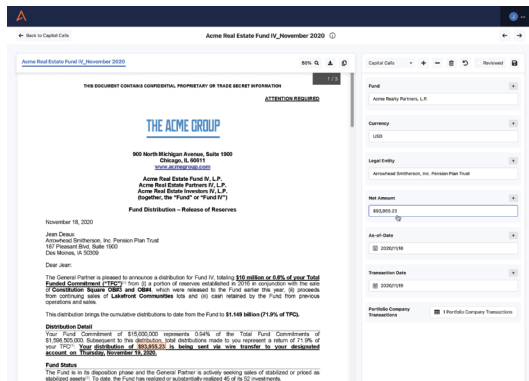 J
← Back to Capital Calls
Acme Real Estate Fund IV_November 2020
Acme Real Estate Fund IV_November 2020
50%
1 / 3
THIS DOCUMENT CONTAINS CONFIDENTIAL PROPRIETARY OR TRADE SECRET INFORMATION
ATTENTION REQUIRED
THE ACME GROUP
900 North Michigan Avenue, Suite 1900
Chicago, IL 60611
www.acmegroup.com
Acme Real Estate Fund IV, L.P.
Acme Real Estate Partners IV, L.P.
Acme Real Estate Investors IV, L.P.
(together, the "Fund" or "Fund IV")
Fund Distribution – Release of Reserves
November 18, 2020
Jean Deaux
Arrowhead Smitherson, Inc. Pension Plan Trust
187 Pleasant Blvd, Suite 1900
Des Moines, IA 50309
Dear Jean:
The General Partner is pleased to announce a distribution for Fund IV, totaling $10 million or 0.6% of your Total
Funded Commitment ("TFC") from (i) a portion of reserves established in 2016 in conjunction with the sale
of Constitution Square OB#3 and OB#4, which were released to the Fund earlier this year, (ii) proceeds
from continuing sales of Lakefront Communities lots and (iii) cash retained by the Fund from previous
operations and sales.
This distribution brings the cumulative distributions to date from the Fund to $1.149 billion (71.9% of TFC).
Distribution Detail
Your Fund Commitment of $15,000,000 represents 0.94% of the Total Fund Commitments of
$1,598,505,000. Subsequent to this distribution, total distributions made to you represent a return of 71.9% of
your TFC. Your distribution of $93,855.23 is being sent via wire transfer to your designated
account on Thursday, November 19, 2020.
Fund Status
The Fund is in its disposition phase and the General Partner is actively seeking sales of stabilized or priced as
stabilized assets. To date, the Fund has realized or substantially realized 45 of its 52 investments.
Capital Calls
Reviewed
Fund
Acme Realty Partners, L.P.
Currency
USD
Legal Entity
Arrowhead Smitherson, Inc. Pension Plan Trust
Net Amount
$93,855.23
As-of-Date
2020/11/18
Transaction Date
2020/11/19
Portfolio Company
Transactions
1 Portfolio Company Transactions